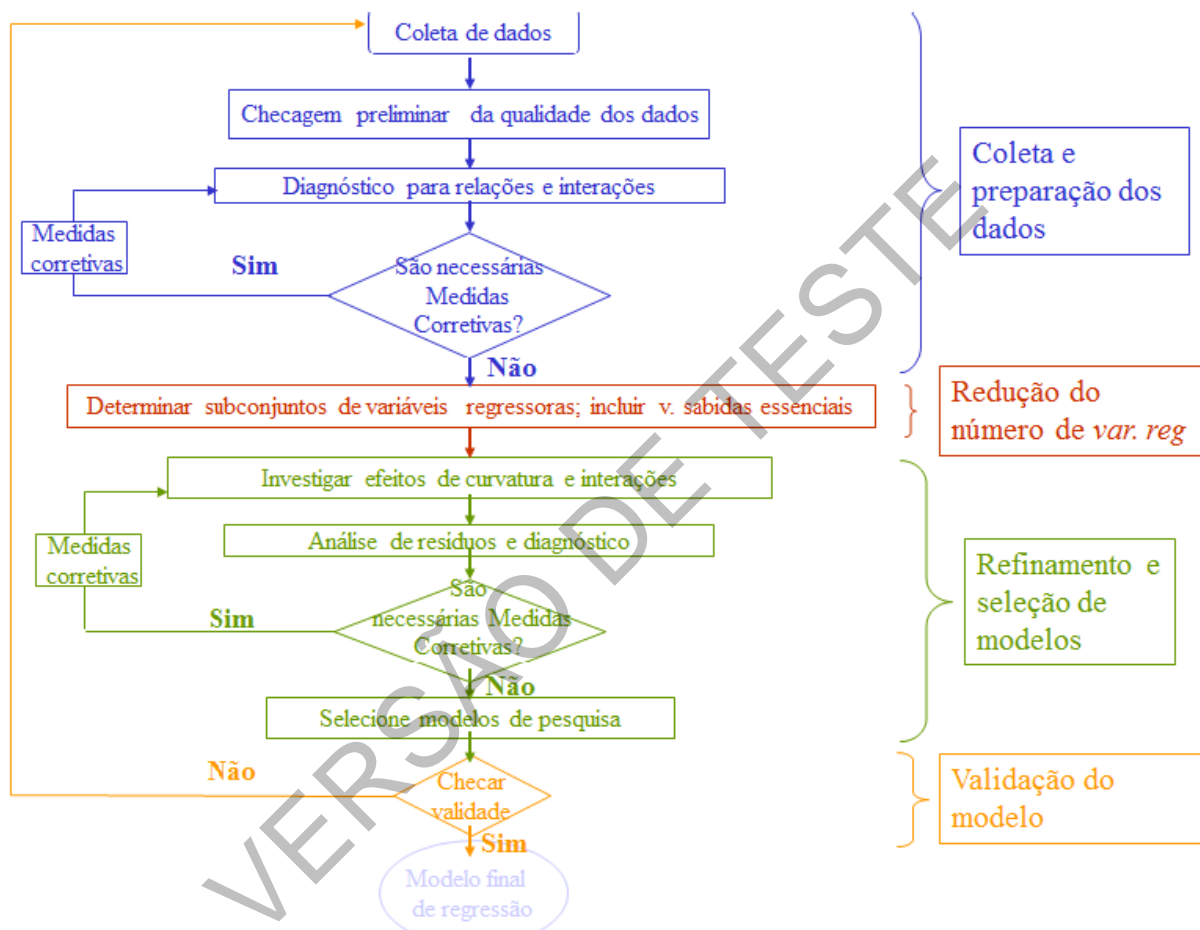 Coleta de dados
Checagem preliminar da qualidade dos dados
Diagnóstico para relações e interações
Medidas
corretivas
Sim
São necessárias
Medidas
Corretivas?
Não
Coleta e
preparação dos
dados
Determinar subconjuntos de variáveis regressoras; incluir v. sabidas essenciais
Redução do
número de var. reg
Investigar efeitos de curvatura e interações
Análise de resíduos e diagnóstico
Medidas
corretivas
Sim
São
necessárias Medidas
Corretivas?
Não
Selecione modelos de pesquisa
Refinamento e
seleção de
modelos
Não
Checar
validade
Sim
Validação do
modelo
Modelo final
de regressão
VERSÃO DE TESTE